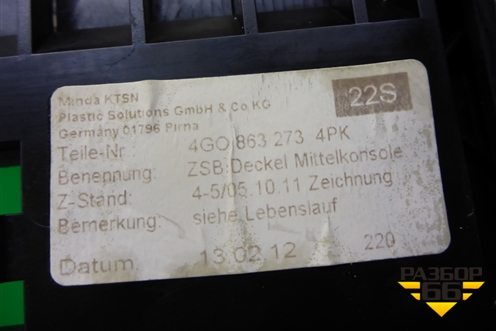 Minda KTSN
Plastic Solutions GmbH & Co KG
Germany 01796 Pirna
22S
Teile-Nr 4GO 863 273 4PK
Benennung: ZSB:Deckel Mittelkonsole
Z-Stand: 4-5/05.10.11 Zeichnung
Bemerkung: siehe Lebenslauf
Datum 13.02.12 220
РАЗБОР
66